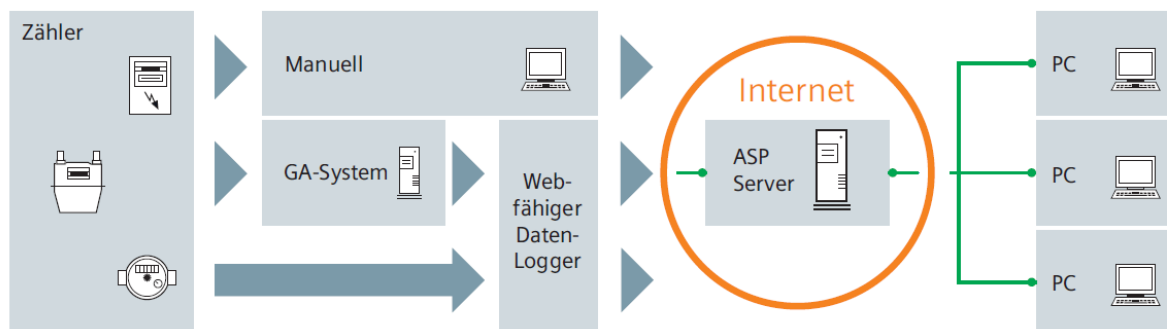 Zähler
Manuell
GA-System
Web-
fähiger
Daten-
Logger
Internet
ASP
Server
PC
PC
PC